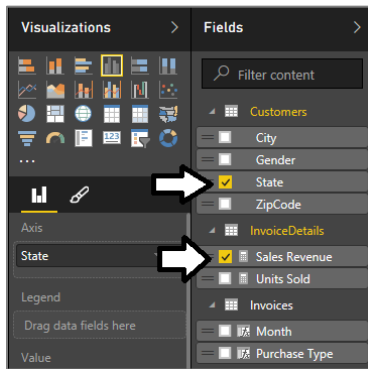 Visualizations
Fields
Filter content
123
Axis
State
Legend
Drag data fields here
Value
Customers
City
Gender
State
ZipCode
InvoiceDetails
Sales Revenue
Units Sold
Invoices
Month
Purchase Type